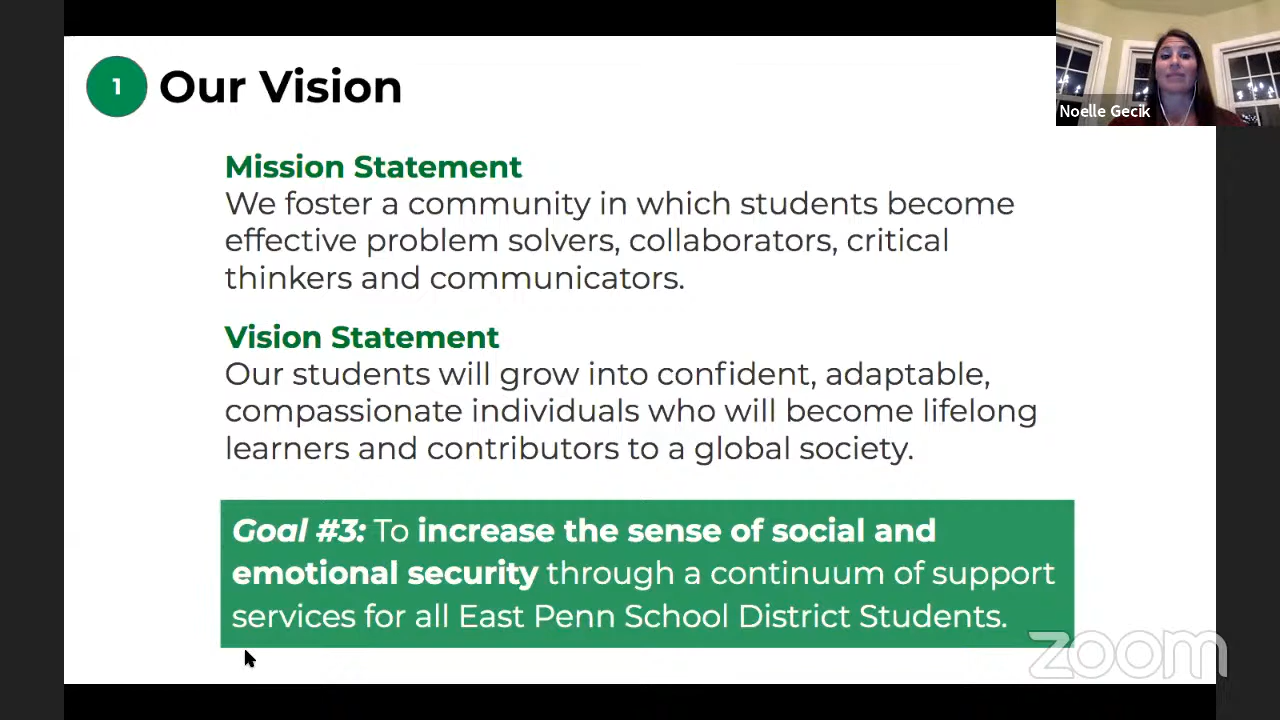 1 Our Vision
Noelle Gecik
Mission Statement
We foster a community in which students become
effective problem solvers, collaborators, critical
thinkers and communicators.
Vision Statement
Our students will grow into confident, adaptable,
compassionate individuals who will become lifelong
learners and contributors to a global society.
Goal #3: To increase the sense of social and
emotional security through a continuum of support
services for all East Penn School District Students.
zoom